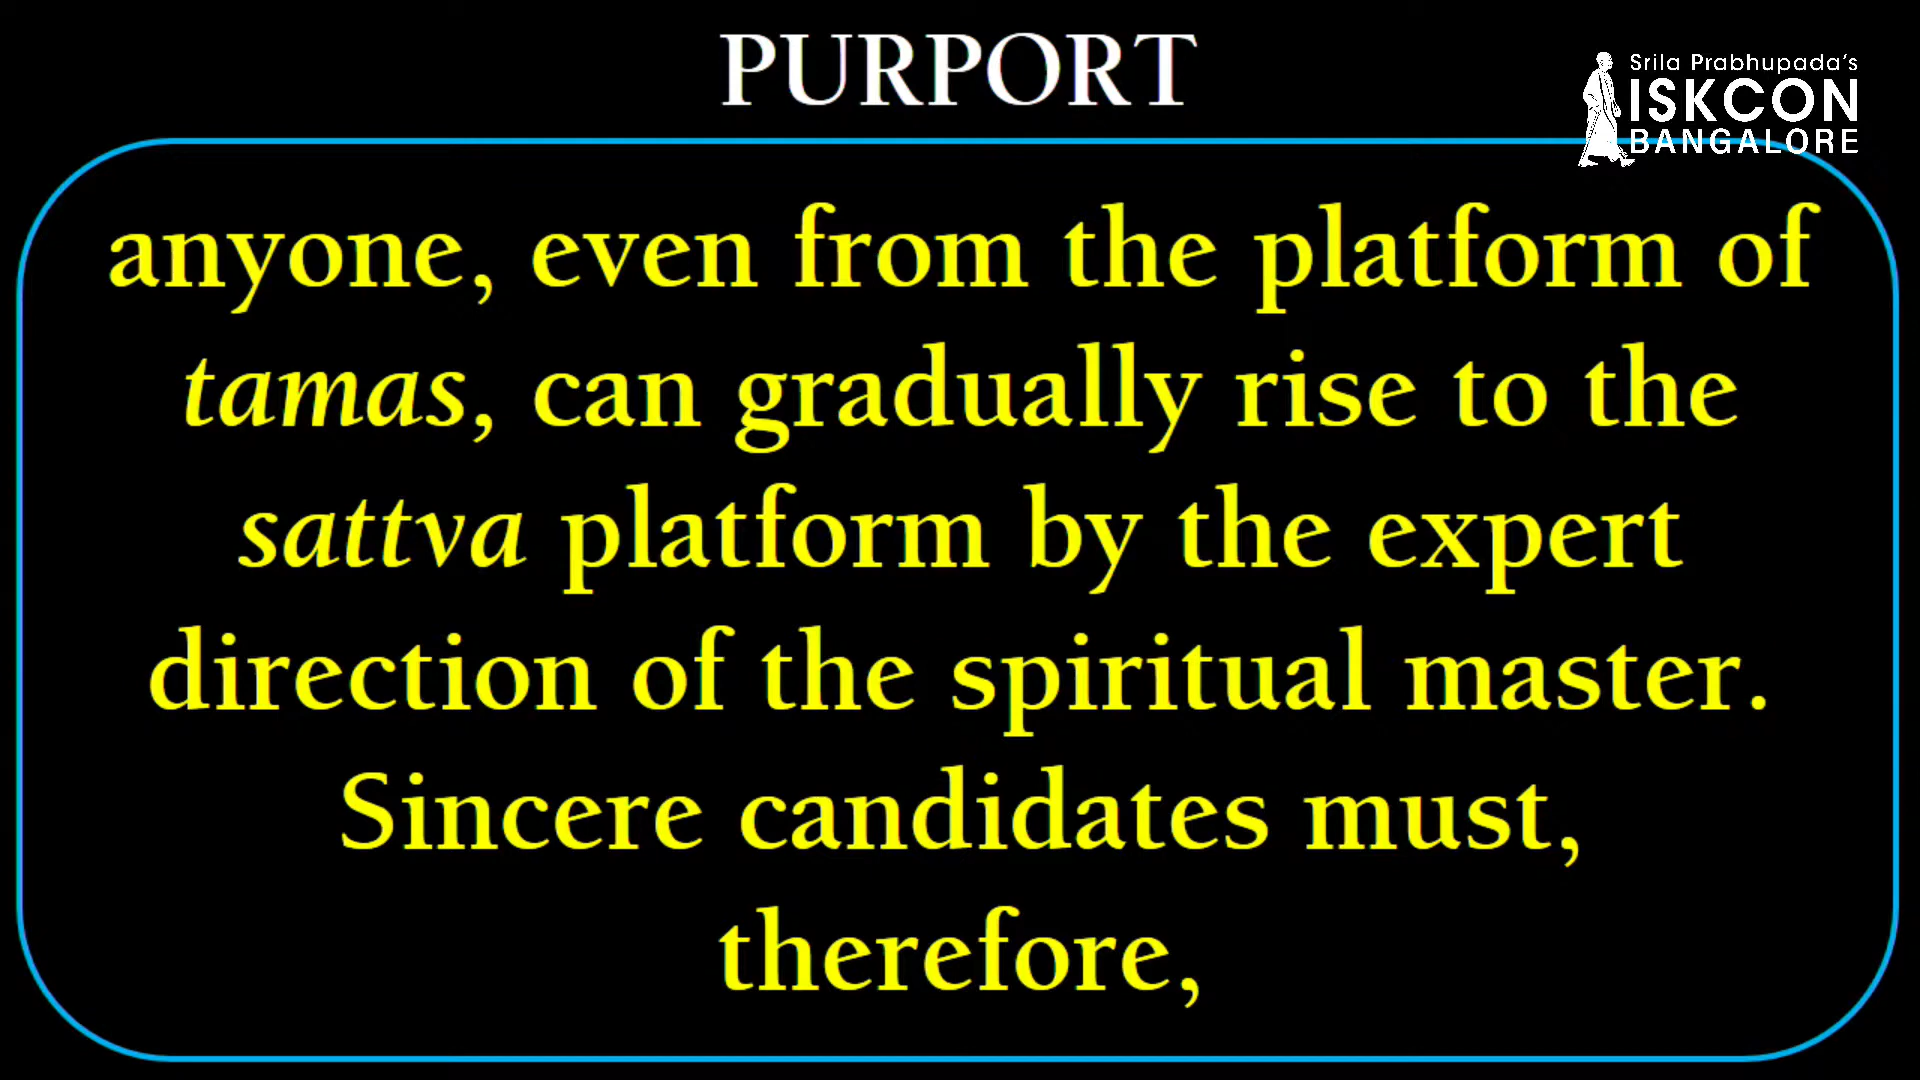 PURPORT
Srila Prabhupada's
ISKCON
BANGALORE
anyone, even from the platform of
tamas, can gradually rise to the
sattva platform by the expert
direction of the spiritual master.
Sincere candidates must,
therefore,